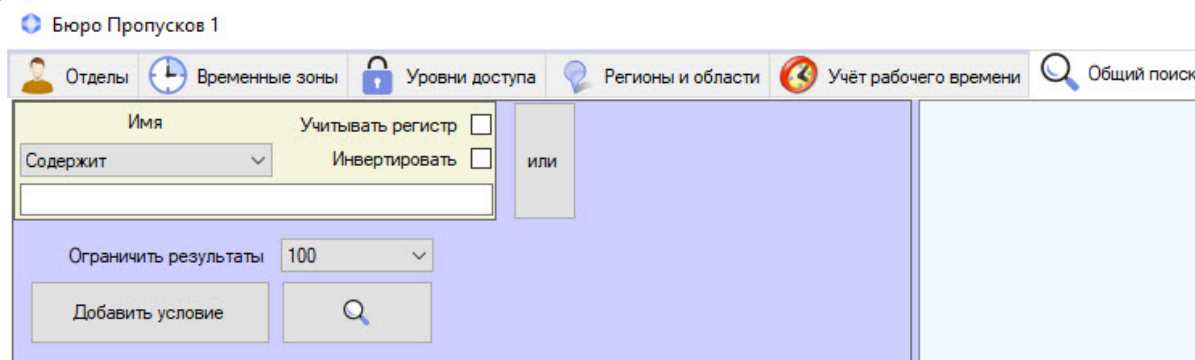 Бюро Пропусков 1
Отделы Временные зоны Уровни доступа Регионы и области Учёт рабочего времени Общий поиск
Имя Учитывать регистр
Содержит Инвертировать или
Ограничить результаты 100
Добавить условие